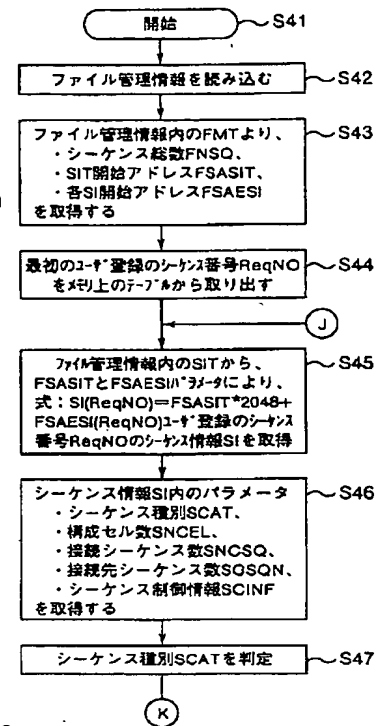 開始
S41
ファイル管理情報を読み込む
S42
ファイル管理情報内のFMTより、
・シーケンス総数FNSQ、
・SIT開始アドレスFSASIT、
・各SI開始アドレスFSAESI
を取得する
S43
最初のユーザ登録のシーケンス番号ReqNO
をメモリ上のテーブルから取り出す
S44
J
ファイル管理情報内のSITから、
FSASITとFSAESIパラメータにより、
式:SI(ReqNO)=FSASIT*2048+
FSAESI(ReqNO)ユーザ登録のシーケンス
番号ReqNOのシーケンス情報SIを取得
S45
シーケンス情報SI内のパラメータ
・シーケンス種別SCAT、
・構成セル数SNCEL、
・接続シーケンス数SNCSQ、
・接続先シーケンス数SGSQN、
・シーケンス制御情報SCINF
を取得する
S46
シーケンス種別SCATを判定
S47
K